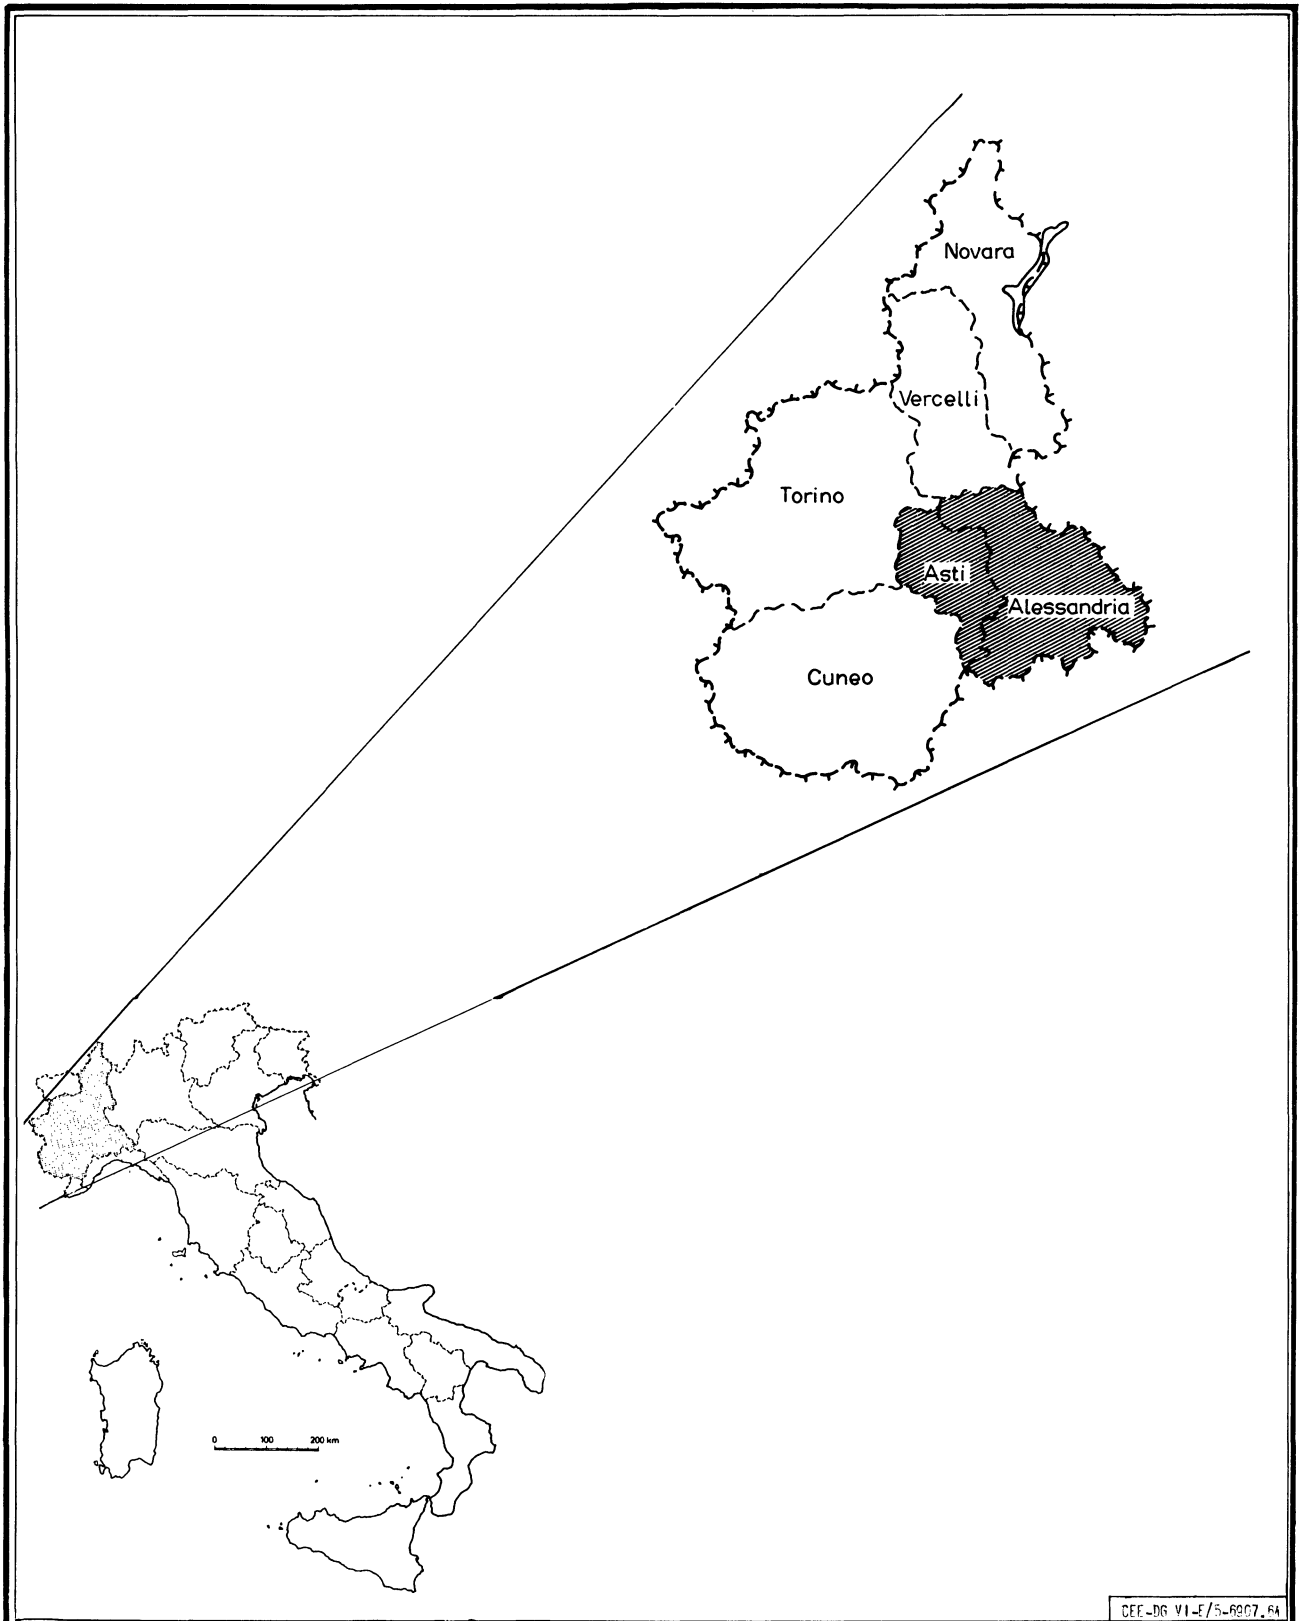 Novara
Vercelli
Torino
Asti
Alessandria
Cuneo
0 100 200 km
CEE-DG VI-E/5-6907.64